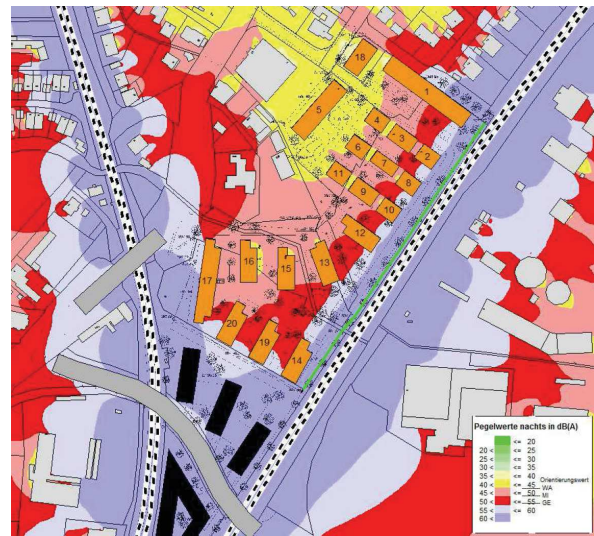 18
1
5
4
3
2
6
7
8
11
9
10
12
16
15
13
17
20
19
14
Pegelwerte nachts in dB(A)
<= 20
20 < <= 25
25 < <= 30
30 < <= 35
35 < <= 40
40 < <= 45 Orientierungswert
45 < <= 50 WA
50 < <= 55 MI
55 < <= 60 GE
60 <